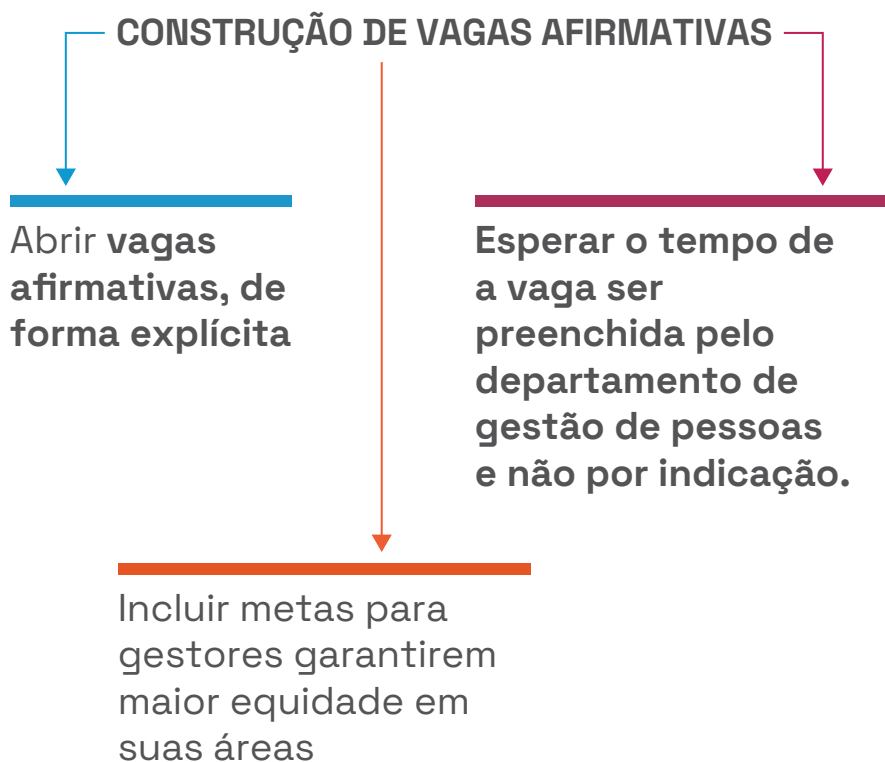 CONSTRUÇÃO DE VAGAS AFIRMATIVAS
Abrir vagas
afirmativas, de
forma explícita
Esperar o tempo de
a vaga ser
preenchida pelo
departamento de
gestão de pessoas
e não por indicação.
Incluir metas para
gestores garantirem
maior equidade em
suas áreas